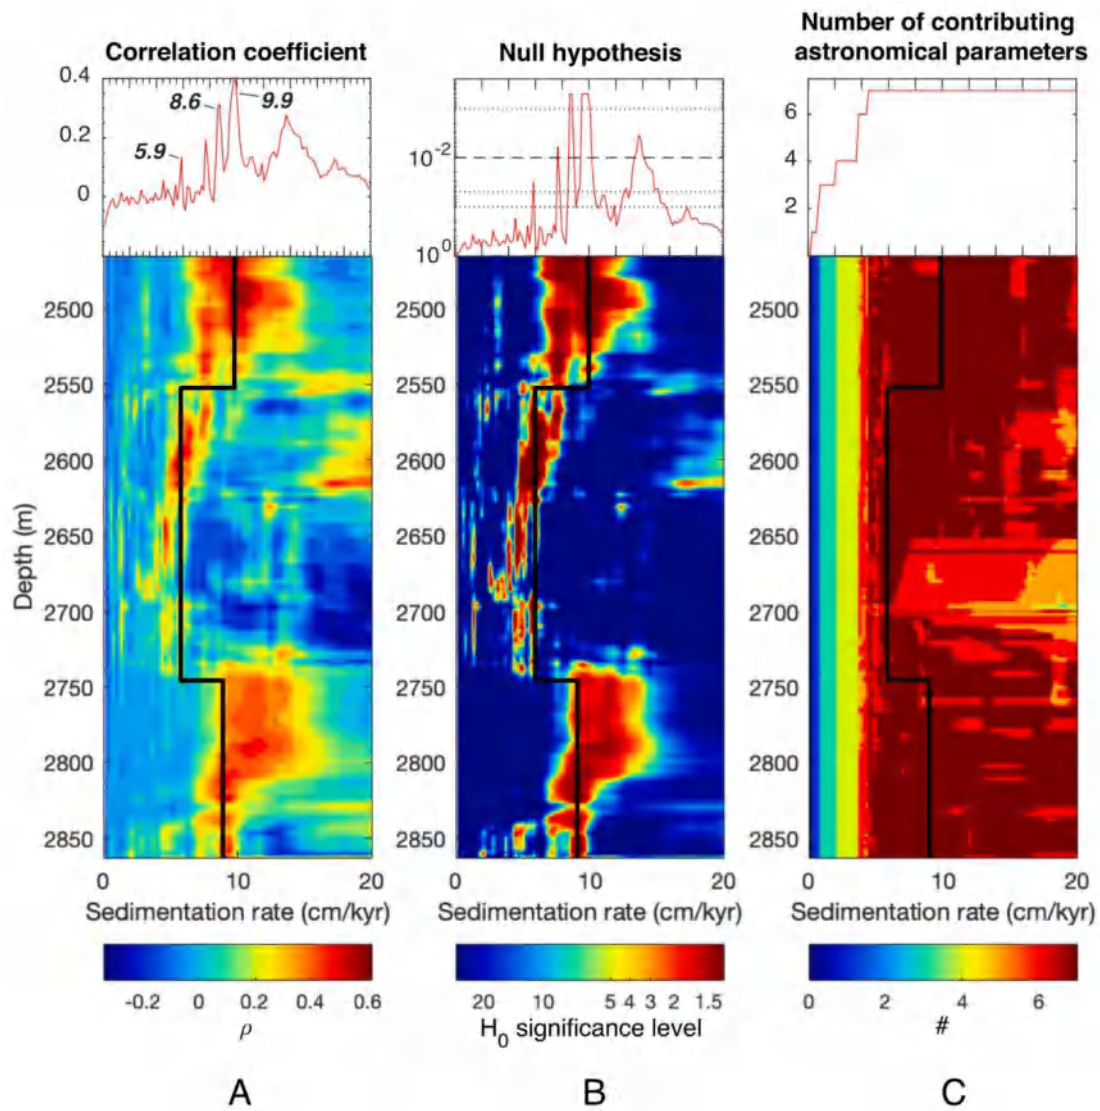 Correlation coefficient
Null hypothesis
Number of contributing
astronomical parameters
0.4
0.2
0
8.6
9.9
5.9
10-2
100
10
6
4
2
2500
2550
2600
2650
2700
2750
2800
2850
2500
2550
2600
2650
2700
2750
2800
2850
2500
2550
2600
2650
2700
2750
2800
2850
Depth (m)
0 10 20
0 10 20
0 10 20
Sedimentation rate (cm/kyr)
Sedimentation rate (cm/kyr)
Sedimentation rate (cm/kyr)
-0.2 0 0.2 0.4 0.6
20 10 5 4 3 2 1.5
0 2 4 6
ρ
H0 significance level
#
A B C